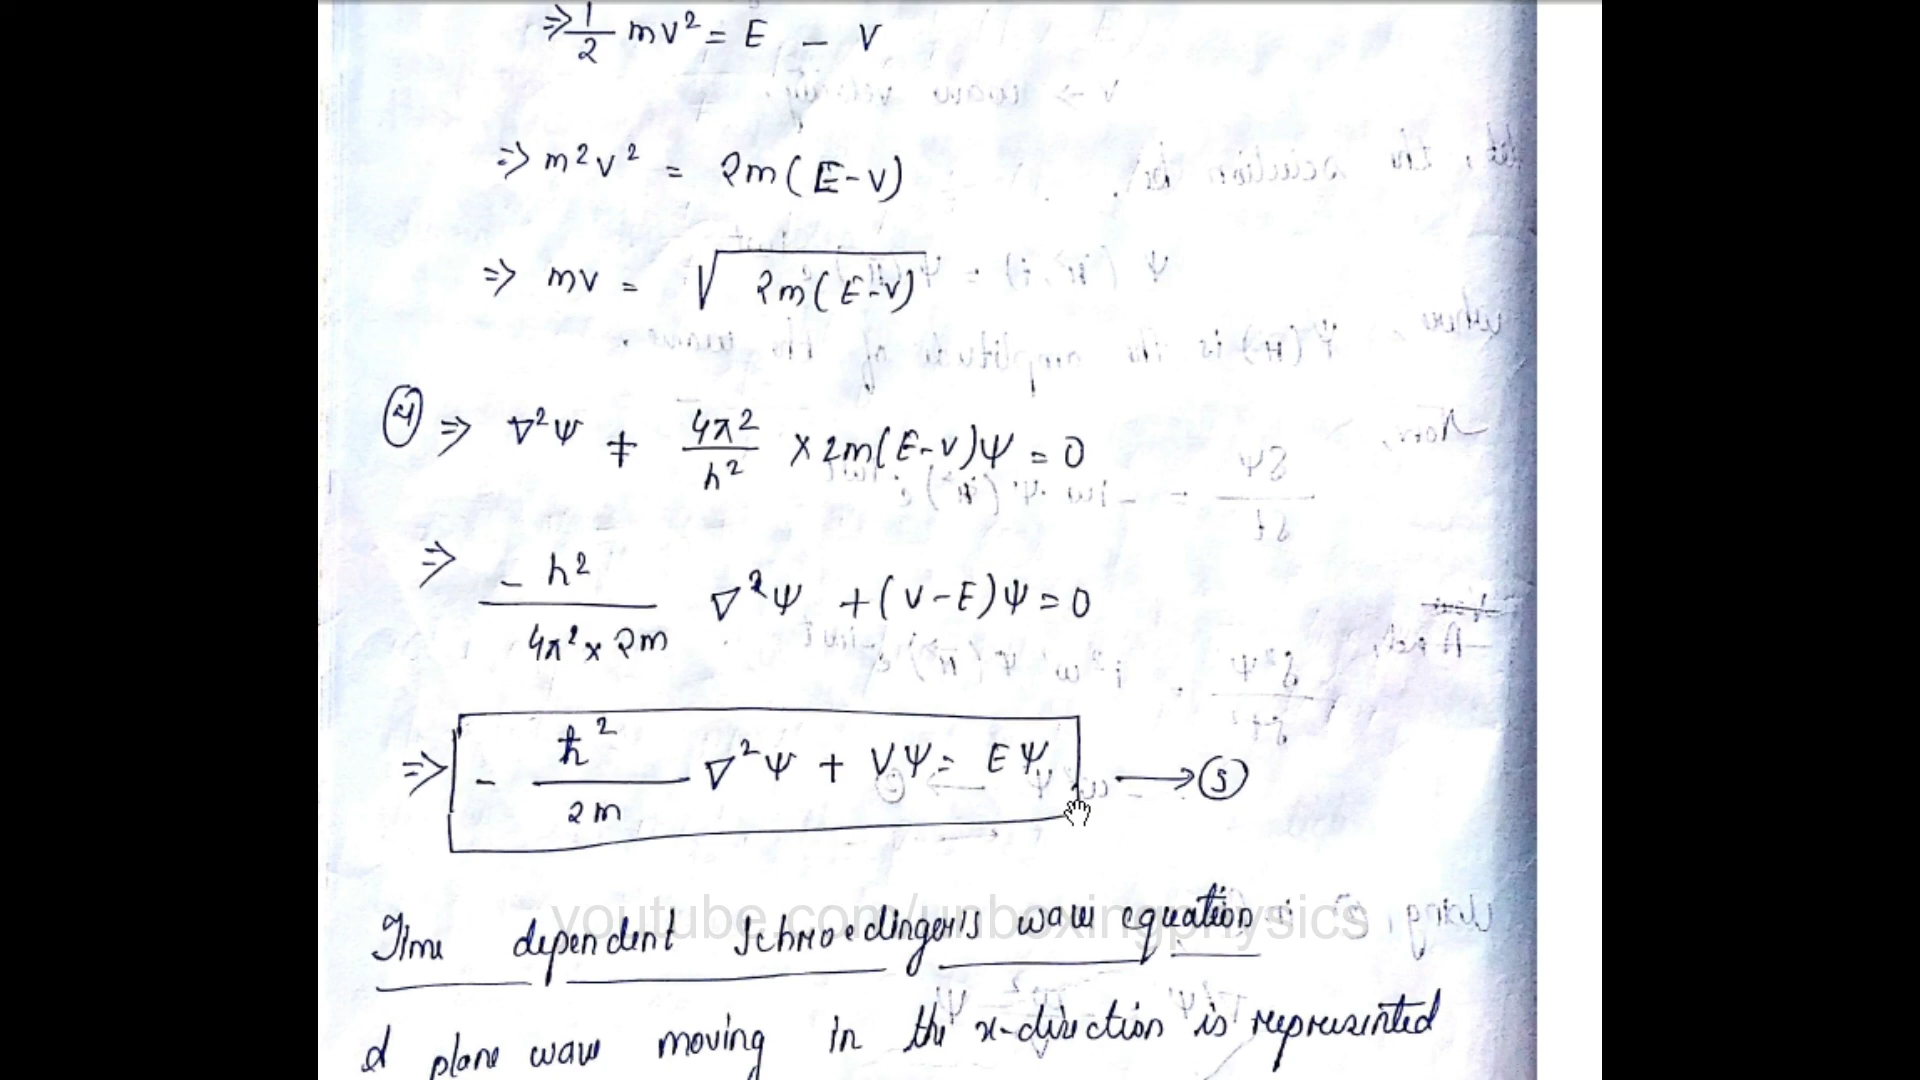 ⇒ 1/2 mv² = E - V
⇒ m²v² = 2m(E-V)
⇒ mv = √2m(E-V)
④ ⇒ ∇²Ψ + 4π²/h² × 2m(E-V)Ψ = 0
⇒ -h²/4π²×2m ∇²Ψ + (V-E)Ψ = 0
⇒ - ħ²/2m ∇²Ψ + VΨ = EΨ ⟶ ⑤
youtube.com/unboxingphysics
Time dependent Schroedinger's wave equation
A plane wave moving in the x-direction is represented